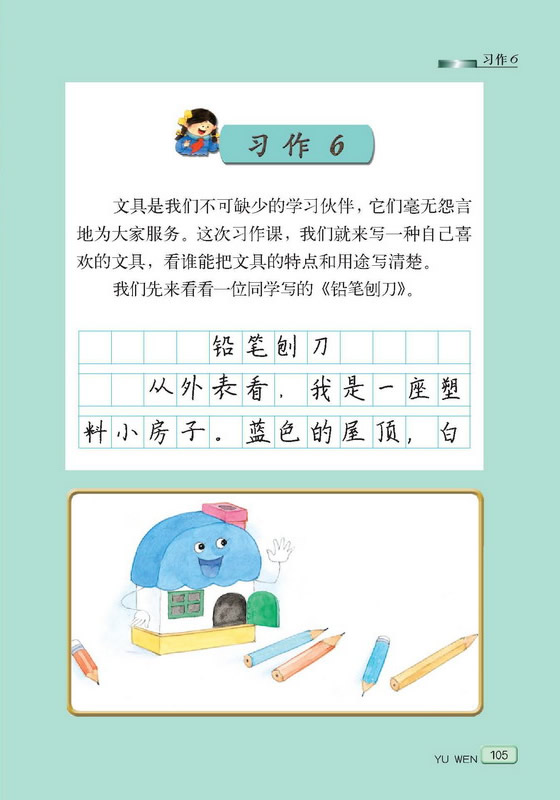 习作6
习作6
文具是我们不可缺少的学习伙伴，它们毫无怨言
地为大家服务。这次习作课，我们就来写一种自己喜
欢的文具，看谁能把文具的特点和用途写清楚。
我们先来看看一位同学写的《铅笔刨刀》。
铅笔刨刀
从外表看，我是一座塑
料小房子。蓝色的屋顶，白
YU WEN 105